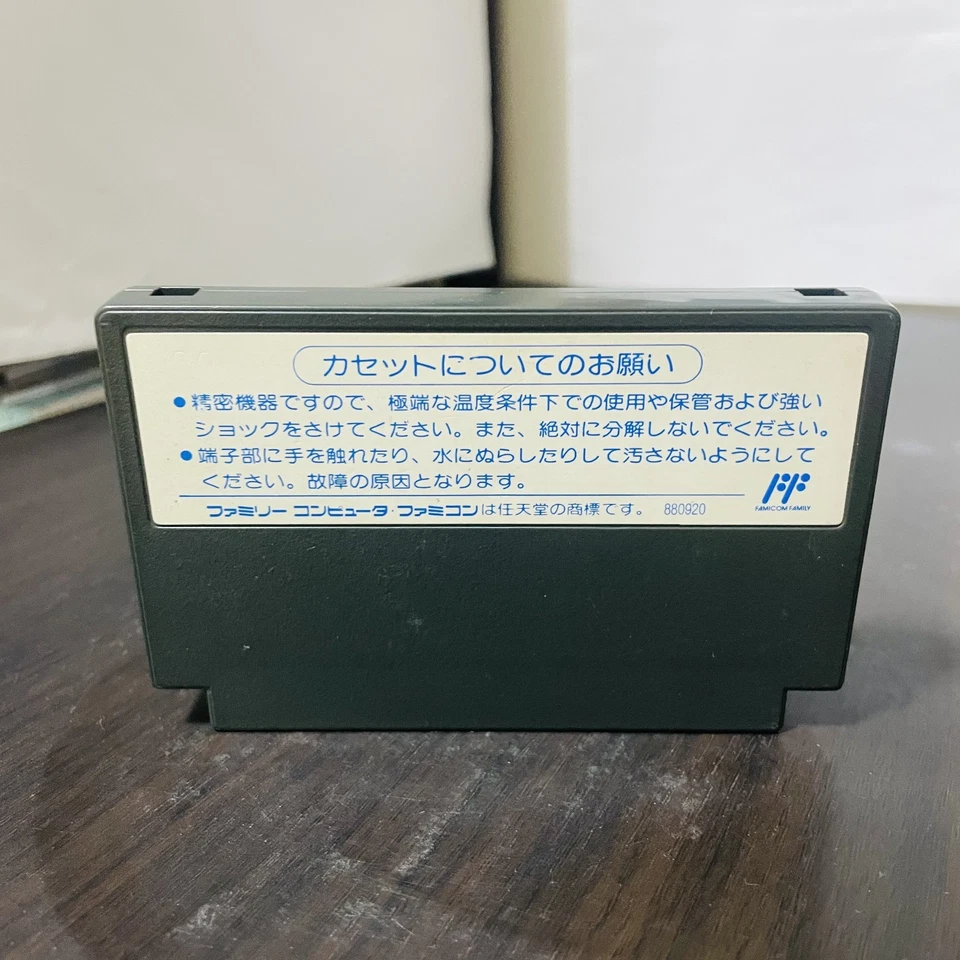 カセットについてのお願い
●精密機器ですので、極端な温度条件下での使用や保管および強い
ショックをさけてください。また、絶対に分解しないでください。
●端子部に手を触れたり、水にぬらしたりして汚さないようにして
ください。故障の原因となります。
FAMICOM FAMILY
ファミリー コンピュータ・ファミコンは任天堂の商標です。 880920